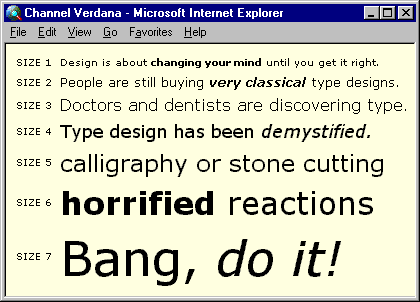 Channel Verdana - Microsoft Internet Explorer
File Edit View Go Favorites Help
SIZE 1 Design is about changing your mind until you get it right.
SIZE 2 People are still buying very classical type designs.
SIZE 3 Doctors and dentists are discovering type.
SIZE 4 Type design has been demystified.
SIZE 5 calligraphy or stone cutting
SIZE 6 horrified reactions
SIZE 7 Bang, do it!